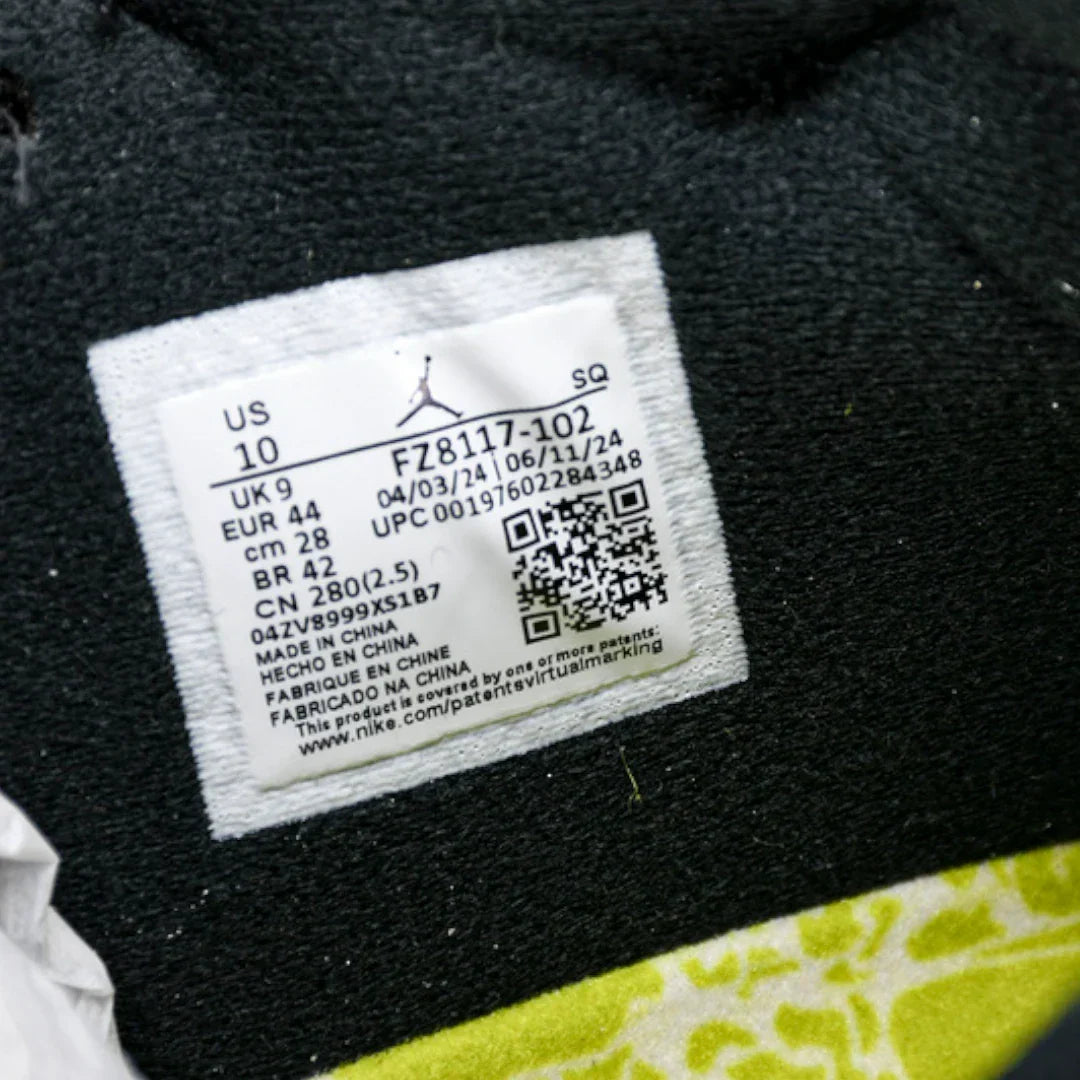 US
10
SQ
FZ8117-102
04/03/24 | 06/11/24
UPC 00197602284348
UK 9
EUR 44
cm 28
BR 42
CN 280(2.5)
04ZV8999XS1B7
MADE IN CHINA
HECHO EN CHINA
FABRIQUE EN CHINE
FABRICADO NA CHINA
This product is covered by one or more patents:
www.nike.com/patentsvirtualmarking